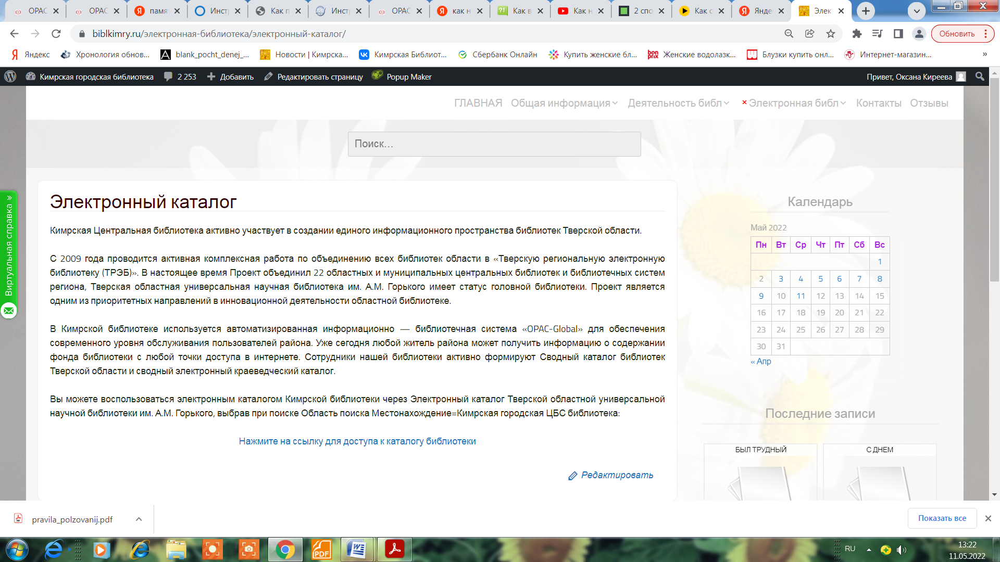 OPAC
OPAC
памя
Инст
Как п
Инст
OPAC
как н
Как в
Как н
2 спо
Как с
Янде
Элек
biblkimry.ru/электронная-библиотека/электронный-каталог/
Обновить
Яндекс
Хронология обнов...
blank_pocht_denej_...
Новости | Кимрска...
Кимрская Библиот...
Сбербанк Онлайн
Купить женские бл...
Женские водолазк...
Блузки купить онл...
Интернет-магазин...
»
Кимрская городская библиотека
2 253
Добавить
Редактировать страницу
Popup Maker
Привет, Оксана Киреева
ГЛАВНАЯ
Общая информация
Деятельность библ
Электронная библ
Контакты
Отзывы
Поиск…
Виртуальная справка »
Электронный каталог
Кимрская Центральная библиотека активно участвует в создании единого информационного пространства библиотек Тверской области.
С 2009 года проводится активная комплексная работа по объединению всех библиотек области в «Тверскую региональную электронную
библиотеку (ТРЭБ)». В настоящее время Проект объединил 22 областных и муниципальных центральных библиотек и библиотечных систем
региона, Тверская областная универсальная научная библиотека им. А.М. Горького имеет статус головной библиотеки. Проект является
одним из приоритетных направлений в инновационной деятельности областной библиотеке.
В Кимрской библиотеке используется автоматизированная информационно — библиотечная система «OPAC-Global» для обеспечения
современного уровня обслуживания пользователей района. Уже сегодня любой житель района может получить информацию о содержании
фонда библиотеки с любой точки доступа в интернете. Сотрудники нашей библиотеки активно формируют Сводный каталог библиотек
Тверской области и сводный электронный краеведческий каталог.
Вы можете воспользоваться электронным каталогом Кимрской библиотеки через Электронный каталог Тверской областной универсальной
научной библиотеки им. А.М. Горького, выбрав при поиске Область поиска Местонахождение=Кимрская городская ЦБС библиотека:
Нажмите на ссылку для доступа к каталогу библиотеки
Редактировать
Календарь
Май 2022
Пн Вт Ср Чт Пт Сб Вс
1
2 3 4 5 6 7 8
9 10 11 12 13 14 15
16 17 18 19 20 21 22
23 24 25 26 27 28 29
30 31
« Апр
Последние записи
БЫЛ ТРУДНЫЙ
С ДНЕМ
pravila_polzovanij.pdf
Показать все
PDF
RU
13:22
11.05.2022